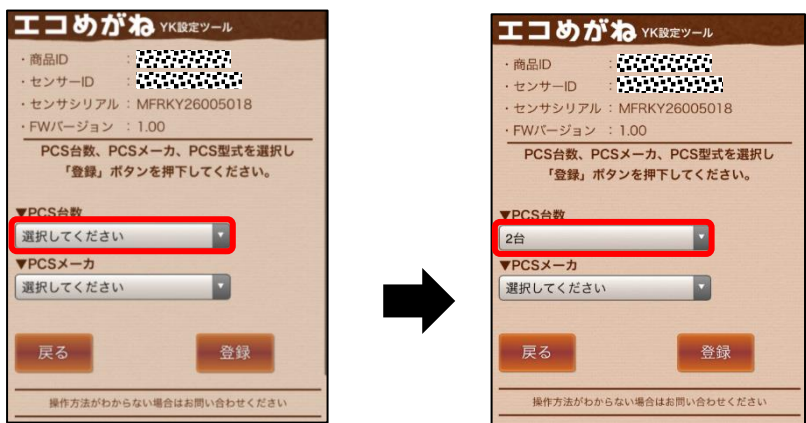 エコめがね YK設定ツール
・商品ID :
・センサーID :
・センサシリアル : MFRKY26005018
・FWバージョン : 1.00
PCS台数、PCSメーカ、PCS型式を選択し
「登録」ボタンを押下してください。
▼PCS台数
選択してください
▼PCSメーカ
選択してください
戻る 登録
操作方法がわからない場合はお問い合わせください
エコめがね YK設定ツール
・商品ID :
・センサーID :
・センサシリアル : MFRKY26005018
・FWバージョン : 1.00
PCS台数、PCSメーカ、PCS型式を選択し
「登録」ボタンを押下してください。
▼PCS台数
2台
▼PCSメーカ
選択してください
戻る 登録
操作方法がわからない場合はお問い合わせください